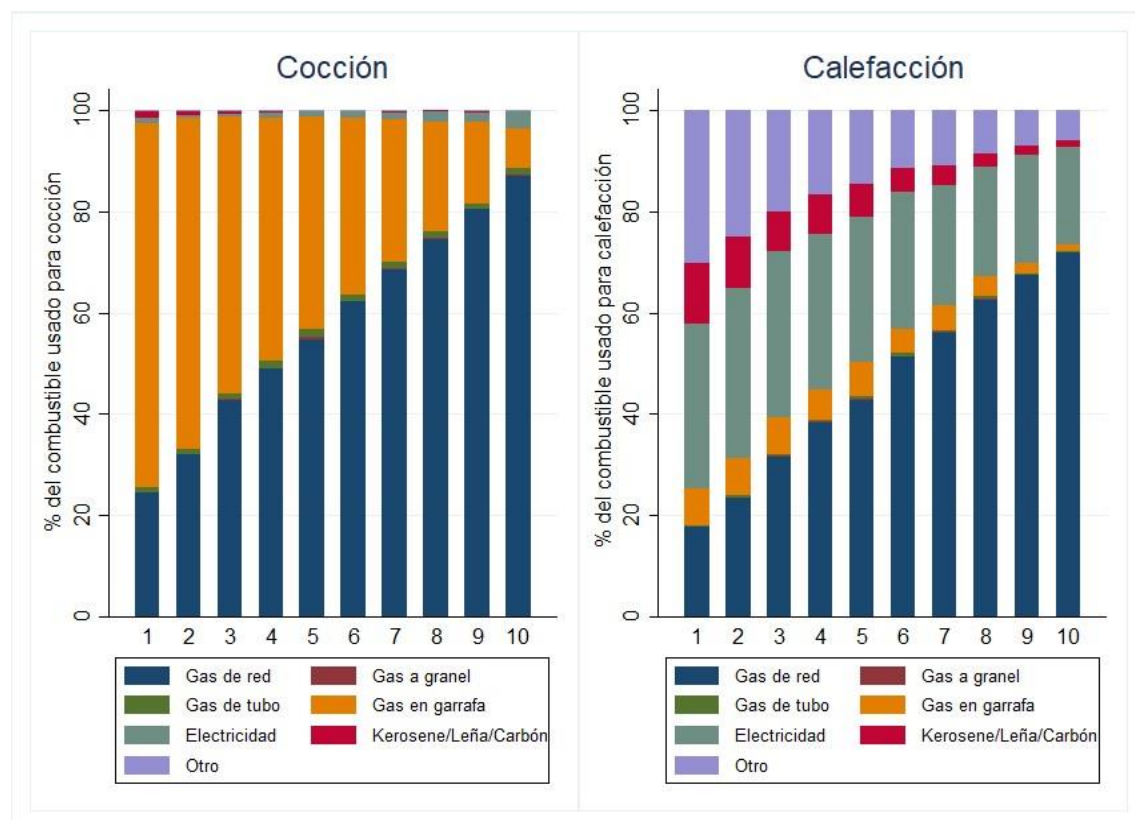 Cocción
% del combustible usado para cocción
100
80
60
40
20
0
1 2 3 4 5 6 7 8 9 10
Gas de red Gas a granel
Gas de tubo Gas en garrafa
Electricidad Kerosene/Leña/Carbón
Otro
Calefacción
% del combustible usado para calefacción
100
80
60
40
20
0
1 2 3 4 5 6 7 8 9 10
Gas de red Gas a granel
Gas de tubo Gas en garrafa
Electricidad Kerosene/Leña/Carbón
Otro